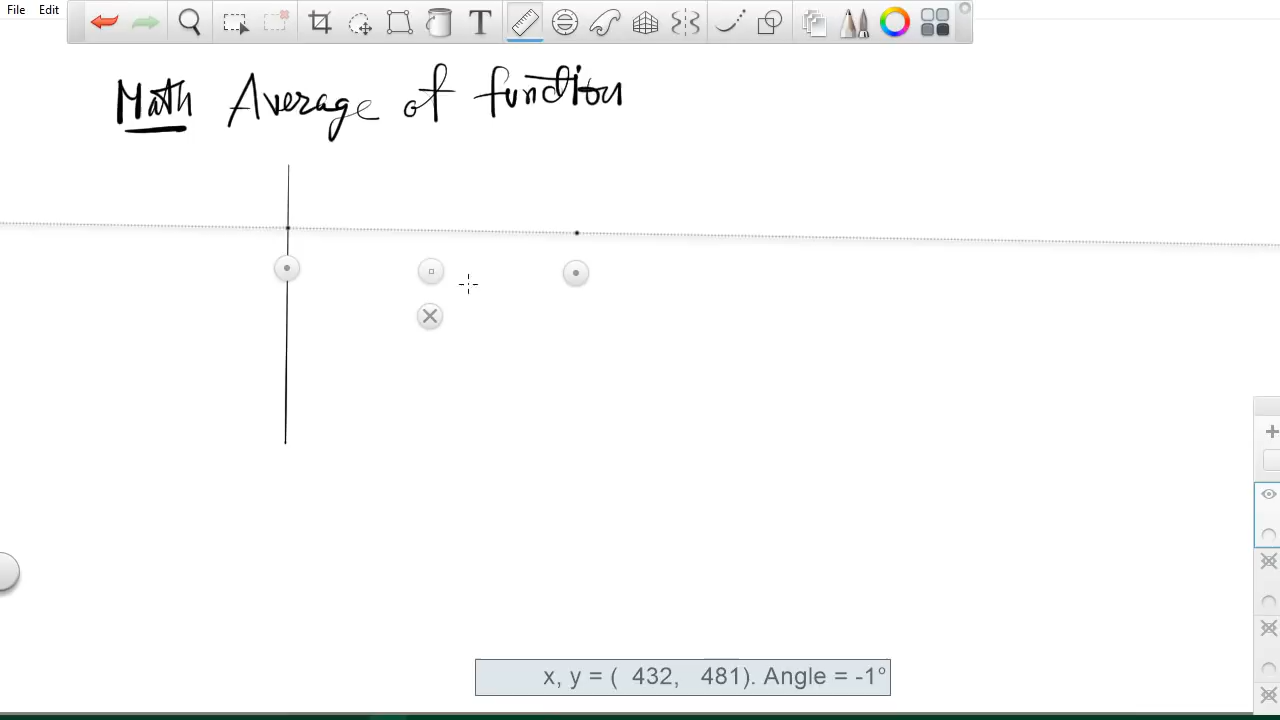 File Edit
T
Math Average of function
x, y = ( 432, 481). Angle = -1°